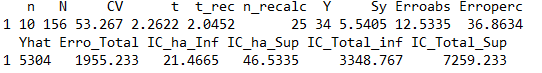 n N CV t t_rec n_recalc Y Sy Erroabs Erroperc
1 10 156 53.267 2.2622 2.0452 25 34 5.5405 12.5335 36.8634
Yhat Erro_Total IC_ha_Inf IC_ha_Sup IC_Total_inf IC_Total_Sup
1 5304 1955.233 21.4665 46.5335 3348.767 7259.233